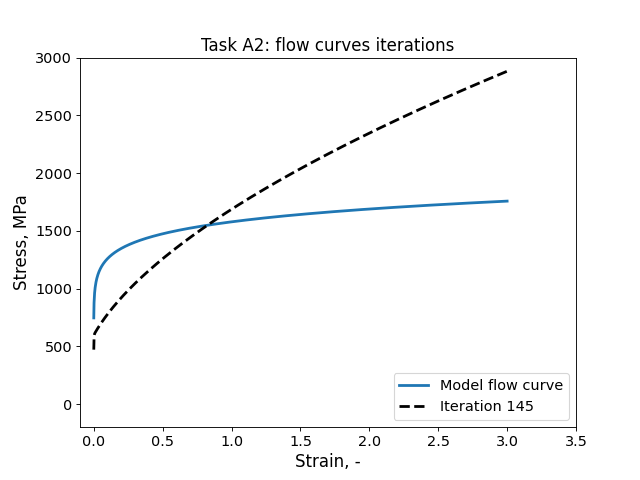 Task A2: flow curves iterations
3000
2500
2000
1500
1000
500
0
Stress, MPa
Model flow curve
Iteration 145
0.0 0.5 1.0 1.5 2.0 2.5 3.0 3.5
Strain, -